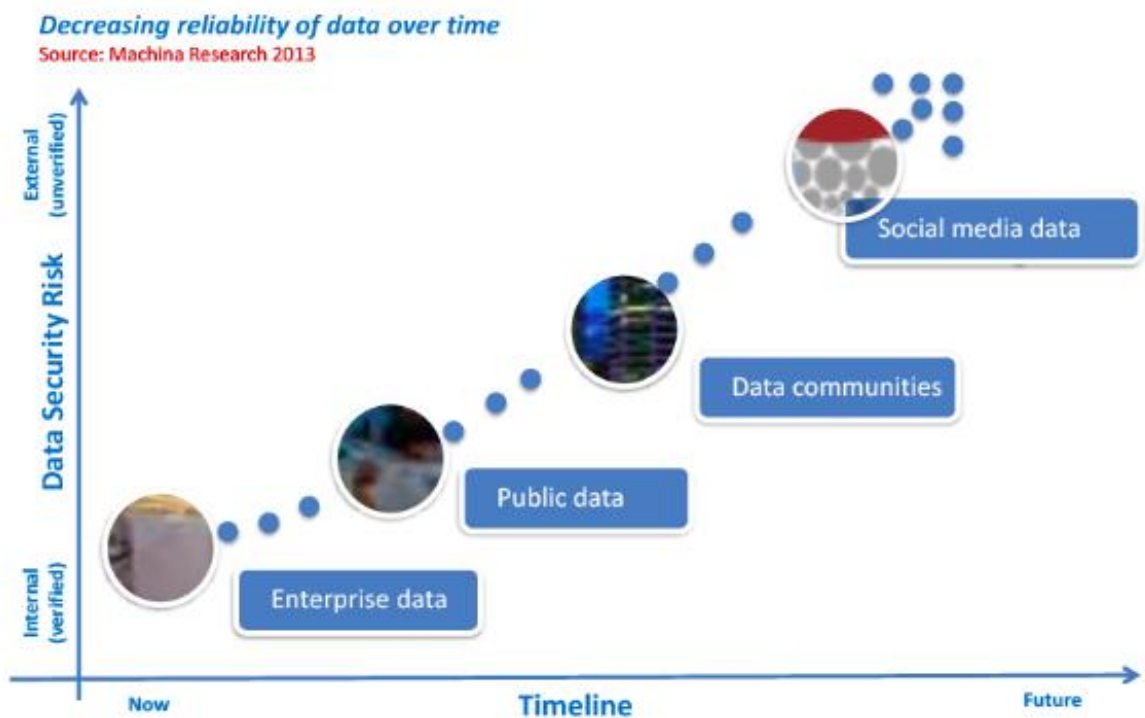 Decreasing reliability of data over time
Source: Machina Research 2013
External
(unverified)
Social media data
Data Security Risk
Data communities
Public data
Enterprise data
Internal
(verified)
Now
Timeline
Future